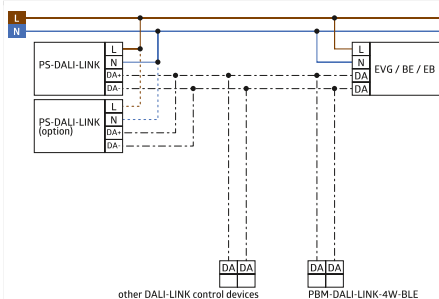 L
N
PS-DALI-LINK
L
N
DA+
DA-
L
N
DA
DA
EVG / BE / EB
PS-DALI-LINK
(option)
L
N
DA+
DA-
DA DA
DA DA
other DALI-LINK control devices
PBM-DALI-LINK-4W-BLE